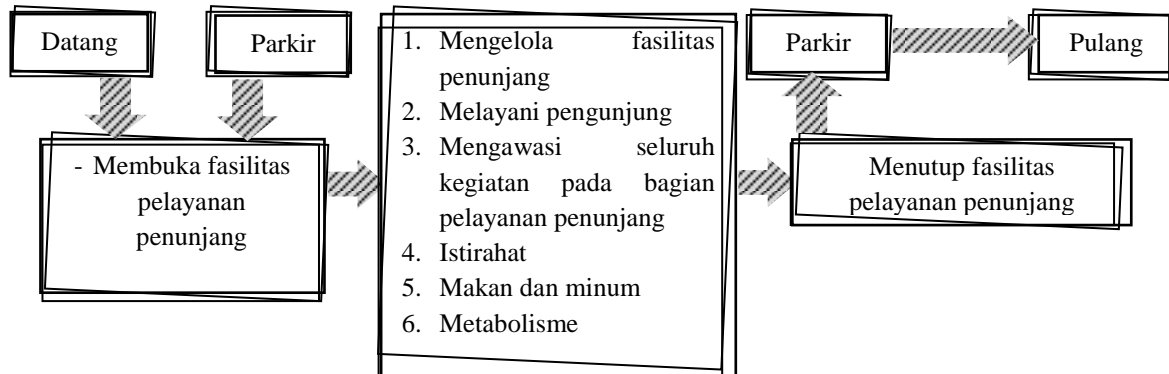 Datang
Parkir
- Membuka fasilitas
pelayanan
penunjang
1. Mengelola fasilitas
penunjang
2. Melayani pengunjung
3. Mengawasi seluruh
kegiatan pada bagian
pelayanan penunjang
4. Istirahat
5. Makan dan minum
6. Metabolisme
Menutup fasilitas
pelayanan penunjang
Parkir
Pulang